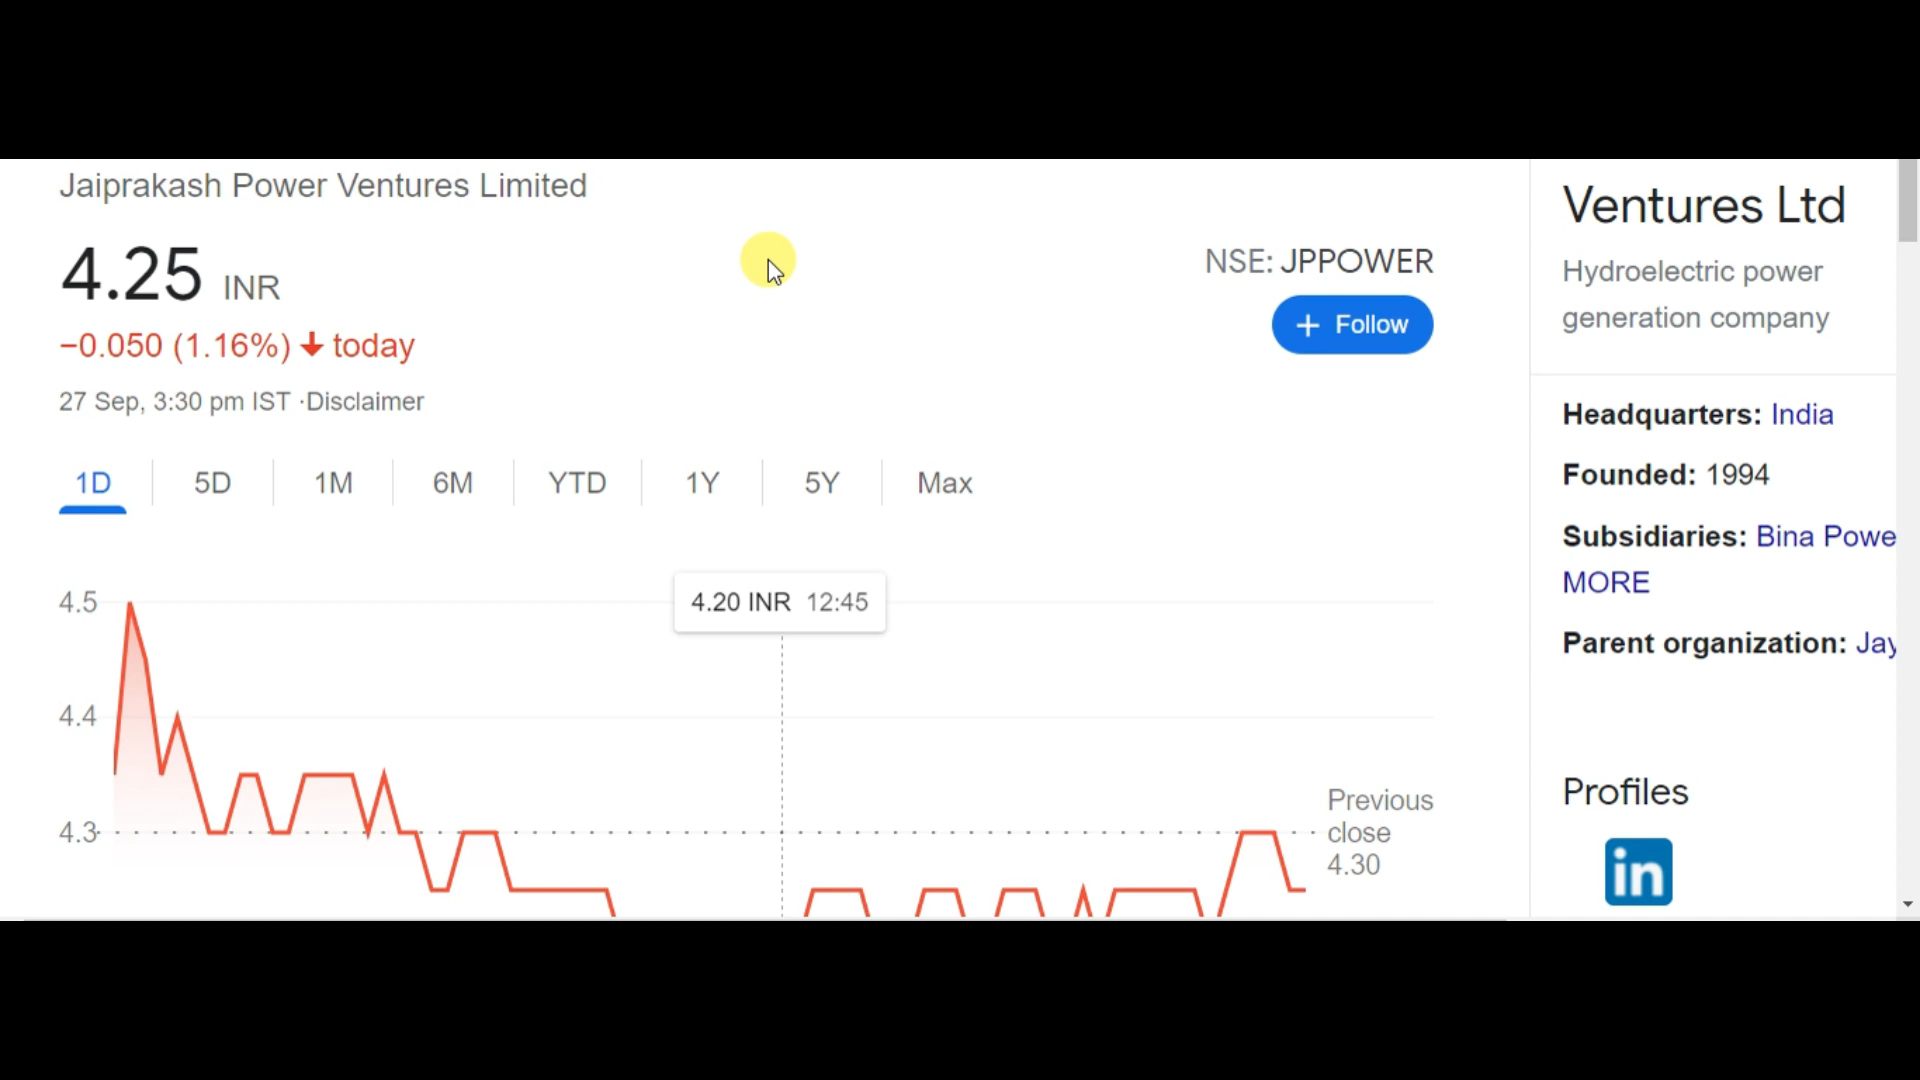 Jaiprakash Power Ventures Limited
4.25 INR
−0.050 (1.16%) today
27 Sep, 3:30 pm IST ·Disclaimer
NSE: JPPOWER
+ Follow
1D 5D 1M 6M YTD 1Y 5Y Max
4.20 INR 12:45
4.5
4.4
4.3
Previous
close
4.30
Ventures Ltd
Hydroelectric power
generation company
Headquarters: India
Founded: 1994
Subsidiaries: Bina Powe
MORE
Parent organization: Jay
Profiles
in